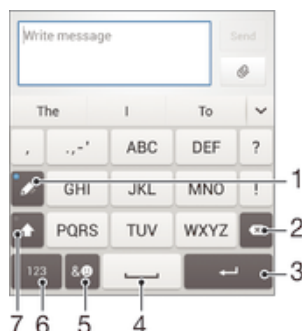 Write message
Send
The I To
, .,-' ABC DEF ?
GHI JKL MNO ! 1
PQRS TUV WXYZ 2
123 &☻ 3
7 6 5 4